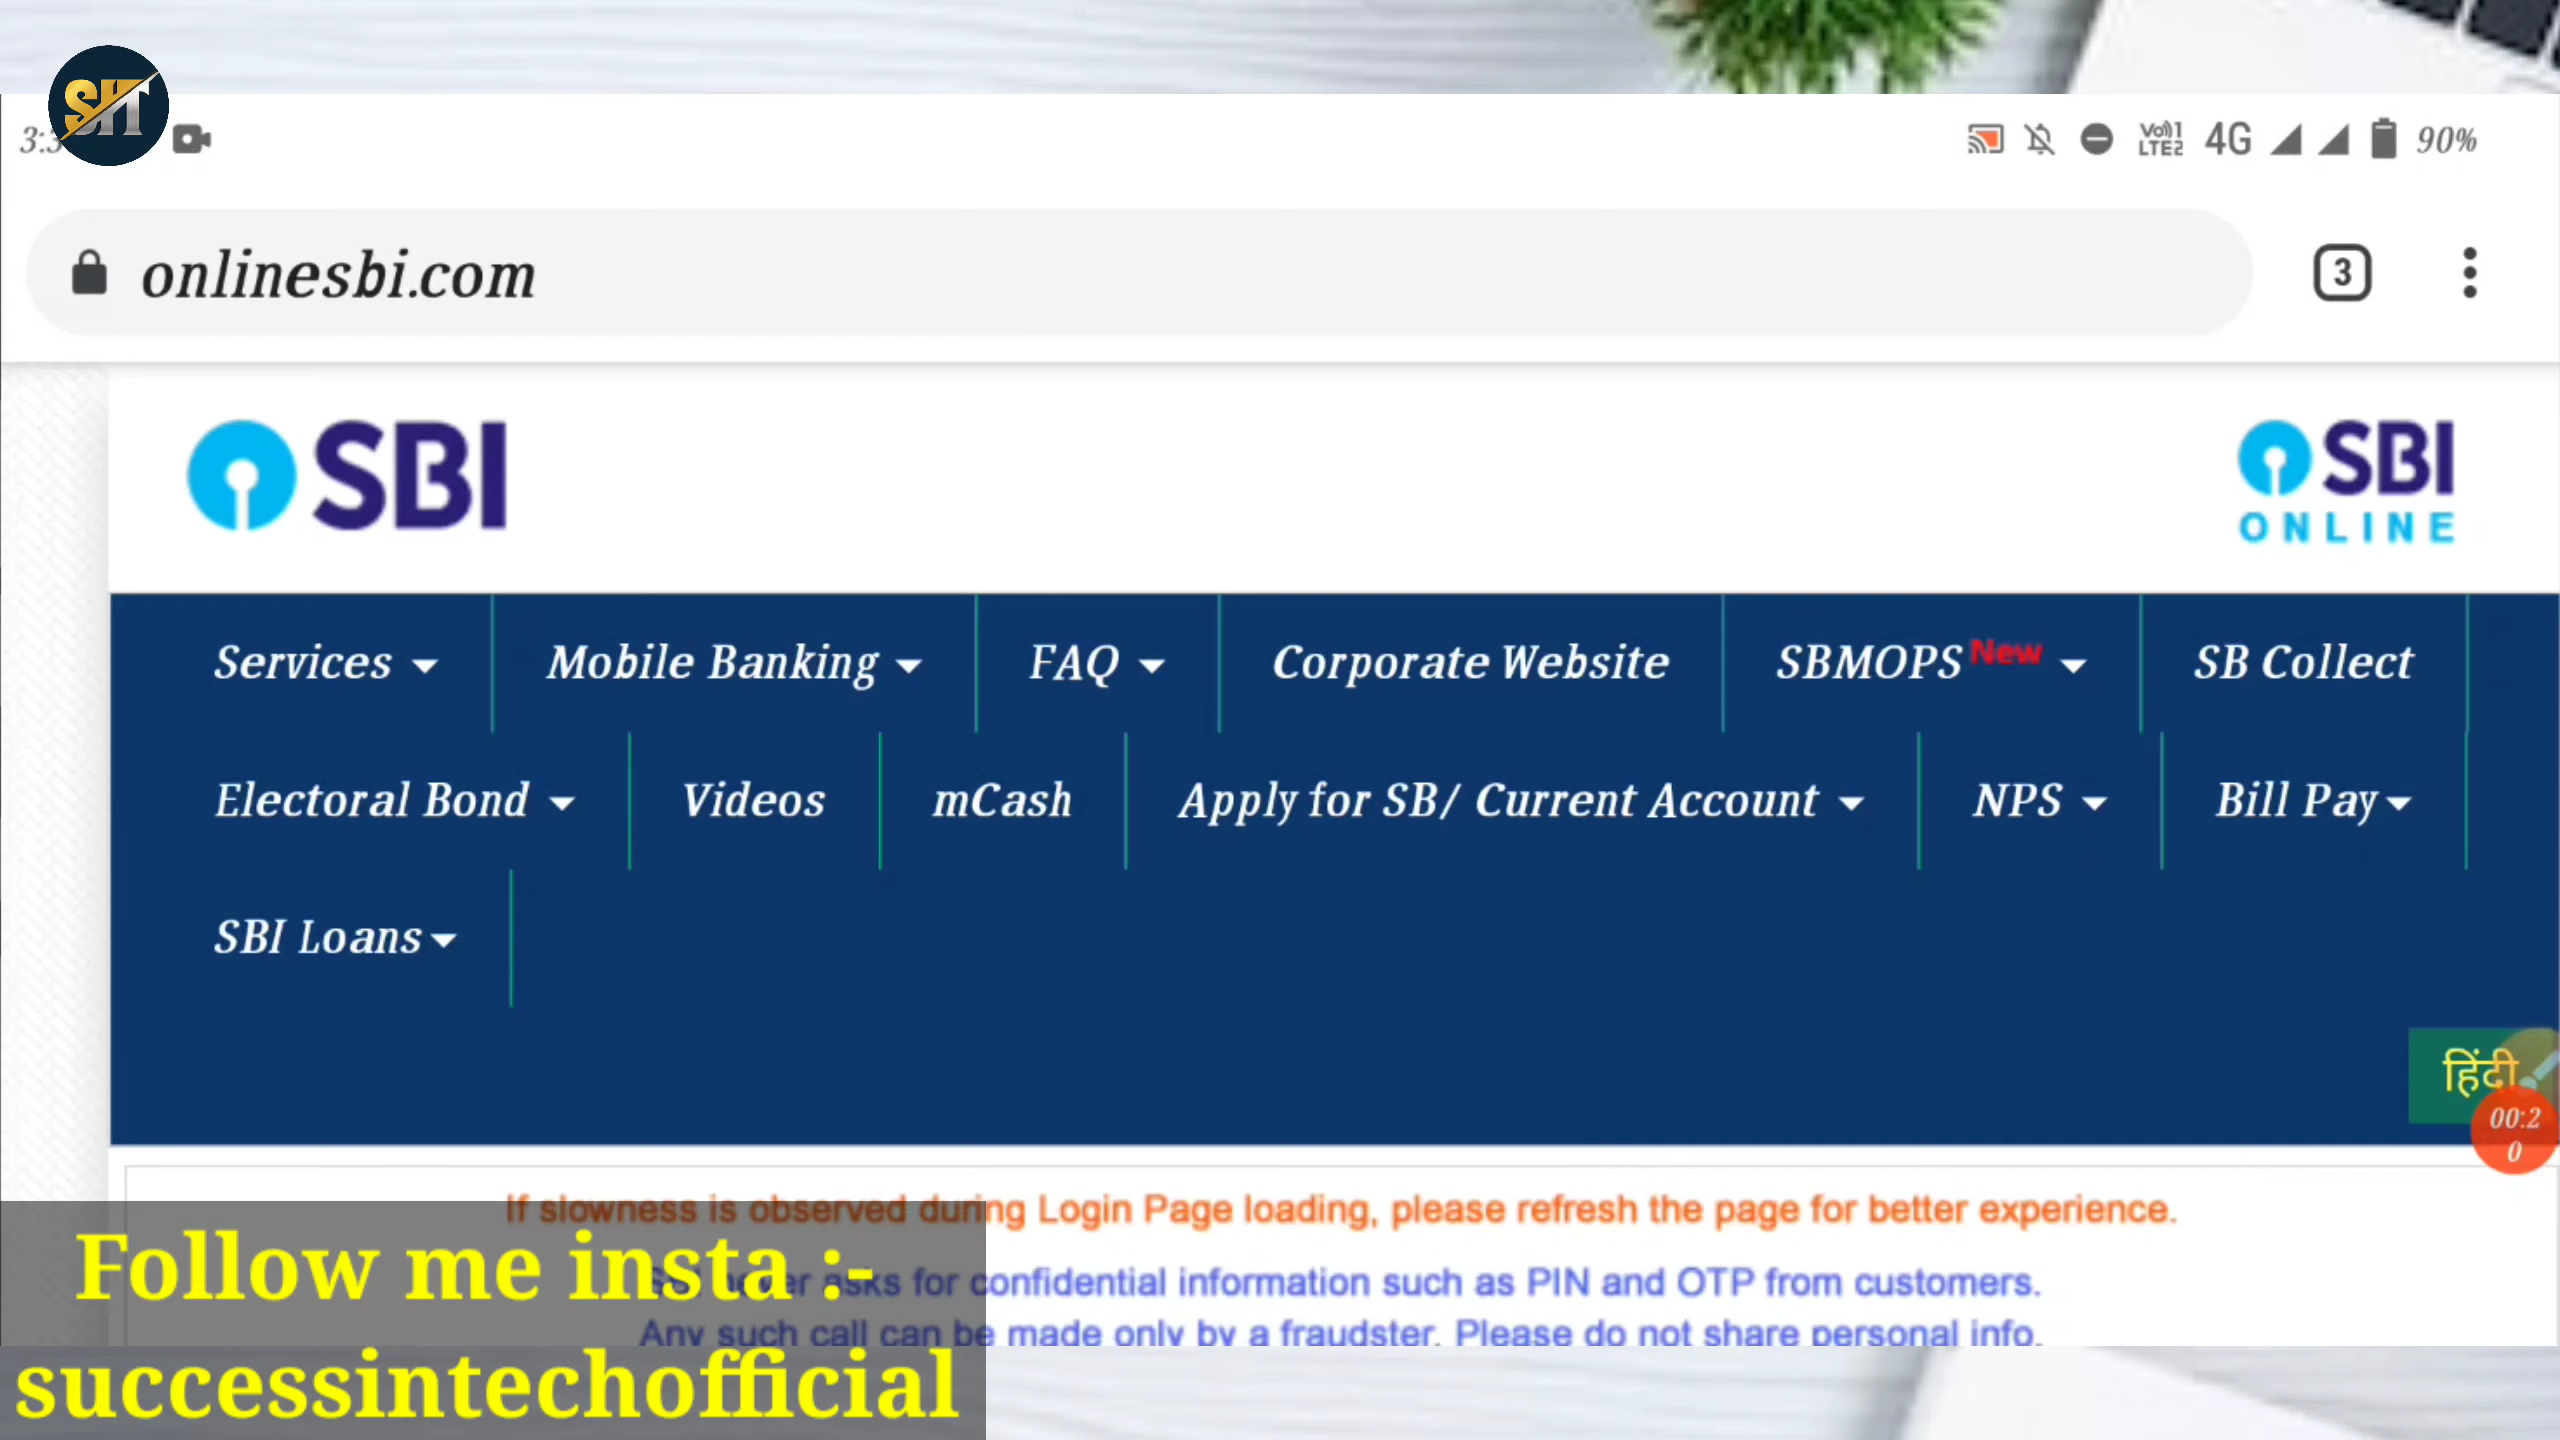 SIT
Vo)) 1
LTE2 4G 90%
onlinesbi.com 3
SBI
SBI
ONLINE
Services Mobile Banking FAQ Corporate Website SBMOPS New SB Collect
Electoral Bond Videos mCash Apply for SB/ Current Account NPS Bill Pay
SBI Loans
हिंदी
00:2
0
If slowness is observed during Login Page loading, please refresh the page for better experience.
never asks for confidential information such as PIN and OTP from customers.
Any such call can be made only by a fraudster. Please do not share personal info.
Follow me insta :-
successintechofficial